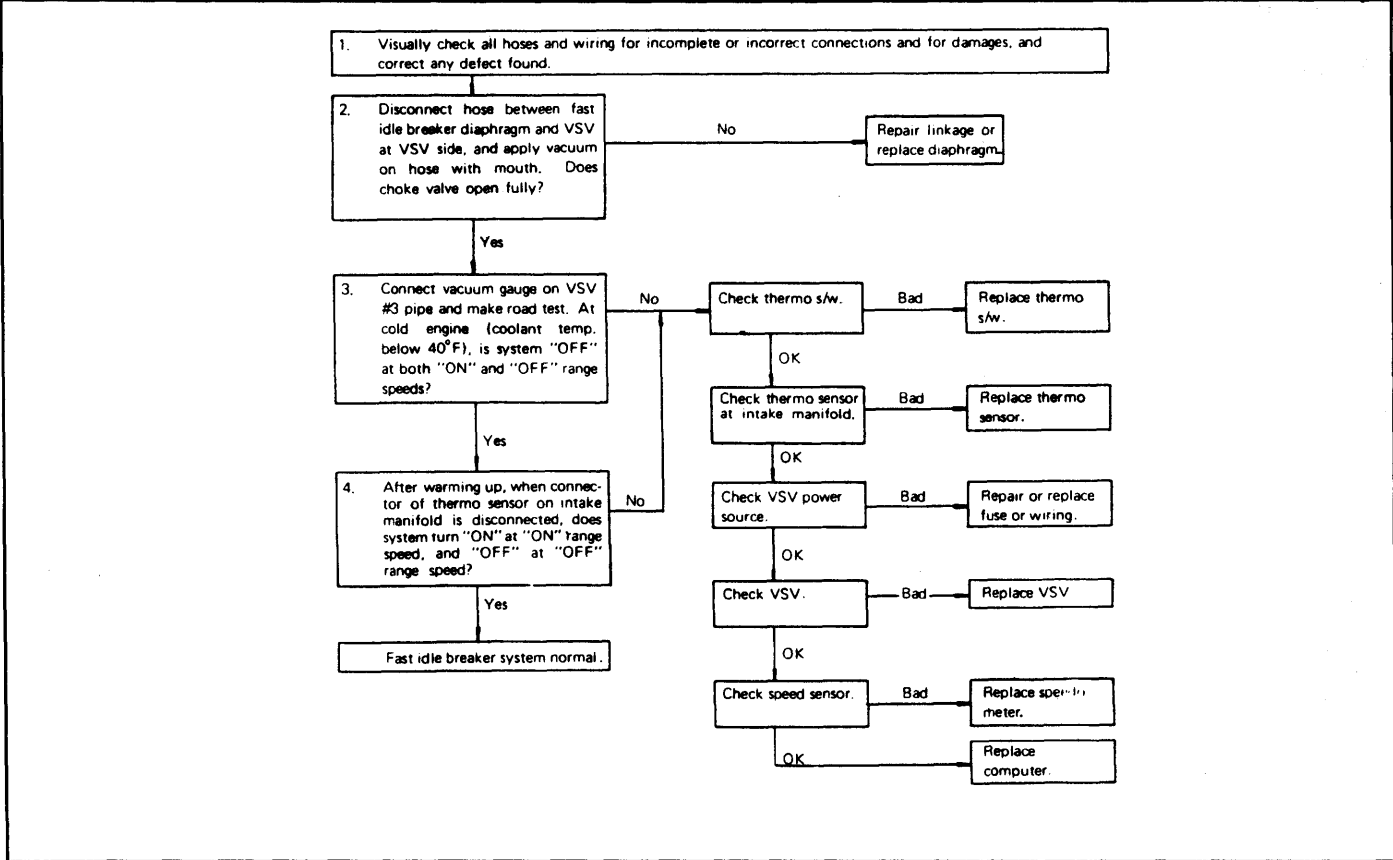 1. Visually check all hoses and wiring for incomplete or incorrect connections and for damages, and
correct any defect found.
2. Disconnect hose between fast
idle breaker diaphragm and VSV
at VSV side, and apply vacuum
on hose with mouth. Does
choke valve open fully?
No
Repair linkage or
replace diaphragm
Yes
3. Connect vacuum gauge on VSV
#3 pipe and make road test. At
cold engine (coolant temp.
below 40°F), is system "OFF"
at both "ON" and "OFF" range
speeds?
No
Check thermo s/w.
Bad
Replace thermo
s/w.
OK
Check thermo sensor
at intake manifold.
Bad
Replace thermo
sensor.
Yes
OK
4. After warming up, when connec-
tor of thermo sensor on intake
manifold is disconnected, does
system turn "ON" at "ON" range
speed, and "OFF" at "OFF"
range speed?
No
Check VSV power
source.
Bad
Repair or replace
fuse or wiring.
OK
Yes
Check VSV.
Bad
Replace VSV
Fast idle breaker system normal.
OK
Check speed sensor.
Bad
Replace
meter.
OK
Replace
computer.